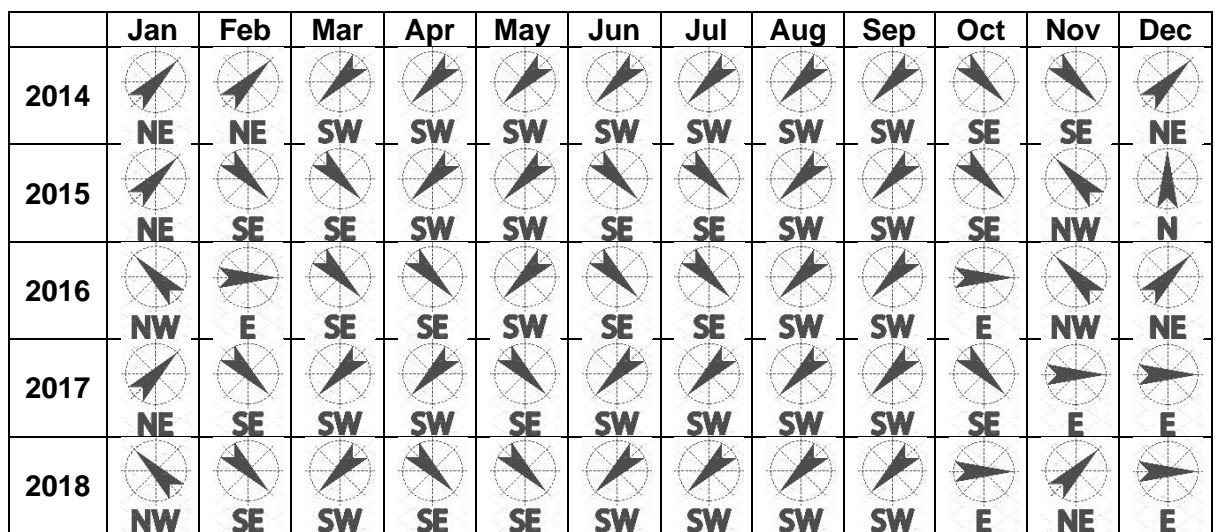 Jan Feb Mar Apr May Jun Jul Aug Sep Oct Nov Dec
2014
NE NE SW SW SW SW SW SW SW SE SE NE
2015
NE SE SE SW SW SE SE SW SW SE NW N
2016
NW E SE SE SW SE SE SW SW E NW NE
2017
NE SE SW SW SE SW SW SW SW SE E E
2018
NW SE SW SE SE SW SW SW SW E NE E